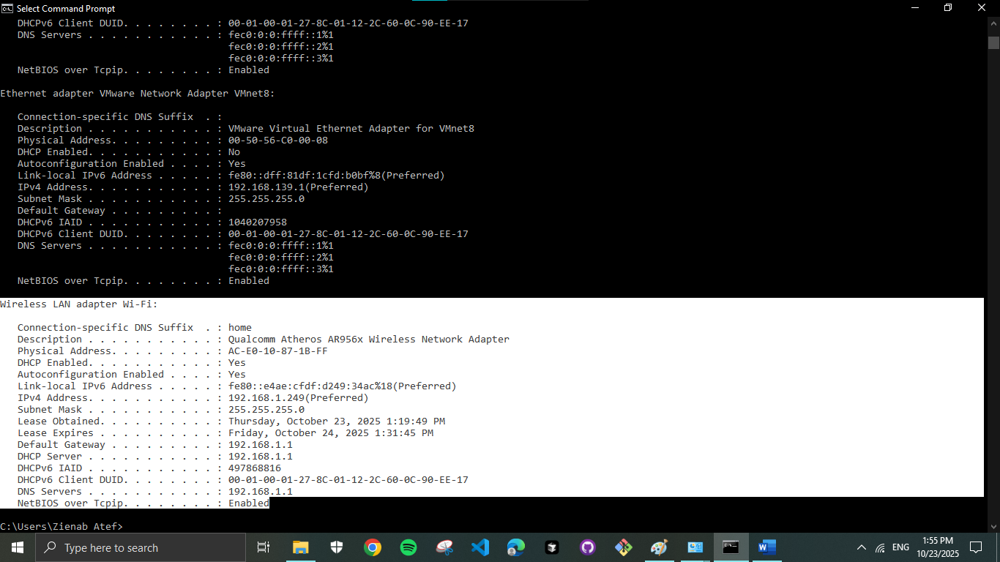 Select Command Prompt
   DHCPv6 Client DUID. . . . . . . . : 00-01-00-01-27-8C-01-12-2C-60-0C-90-EE-17
   DNS Servers . . . . . . . . . . . : fec0:0:0:ffff::1%1
                                       fec0:0:0:ffff::2%1
                                       fec0:0:0:ffff::3%1
   NetBIOS over Tcpip. . . . . . . . : Enabled

Ethernet adapter VMware Network Adapter VMnet8:

   Connection-specific DNS Suffix  . :
   Description . . . . . . . . . . . : VMware Virtual Ethernet Adapter for VMnet8
   Physical Address. . . . . . . . . : 00-50-56-C0-00-08
   DHCP Enabled. . . . . . . . . . . : No
   Autoconfiguration Enabled . . . . : Yes
   Link-local IPv6 Address . . . . . : fe80::dff:81df:1cfd:b0bf%8(Preferred)
   IPv4 Address. . . . . . . . . . . : 192.168.139.1(Preferred)
   Subnet Mask . . . . . . . . . . . : 255.255.255.0
   Default Gateway . . . . . . . . . :
   DHCPv6 IAID . . . . . . . . . . . : 1040207958
   DHCPv6 Client DUID. . . . . . . . : 00-01-00-01-27-8C-01-12-2C-60-0C-90-EE-17
   DNS Servers . . . . . . . . . . . : fec0:0:0:ffff::1%1
                                       fec0:0:0:ffff::2%1
                                       fec0:0:0:ffff::3%1
   NetBIOS over Tcpip. . . . . . . . : Enabled

Wireless LAN adapter Wi-Fi:

   Connection-specific DNS Suffix  . : home
   Description . . . . . . . . . . . : Qualcomm Atheros AR956x Wireless Network Adapter
   Physical Address. . . . . . . . . : AC-E0-10-87-1B-FF
   DHCP Enabled. . . . . . . . . . . : Yes
   Autoconfiguration Enabled . . . . : Yes
   Link-local IPv6 Address . . . . . : fe80::e4ae:cfdf:d249:34ac%18(Preferred)
   IPv4 Address. . . . . . . . . . . : 192.168.1.249(Preferred)
   Subnet Mask . . . . . . . . . . . : 255.255.255.0
   Lease Obtained. . . . . . . . . . : Thursday, October 23, 2025 1:19:49 PM
   Lease Expires . . . . . . . . . . : Friday, October 24, 2025 1:31:45 PM
   Default Gateway . . . . . . . . . : 192.168.1.1
   DHCP Server . . . . . . . . . . . : 192.168.1.1
   DHCPv6 IAID . . . . . . . . . . . : 497868816
   DHCPv6 Client DUID. . . . . . . . : 00-01-00-01-27-8C-01-12-2C-60-0C-90-EE-17
   DNS Servers . . . . . . . . . . . : 192.168.1.1
   NetBIOS over Tcpip. . . . . . . . : Enabled

C:\Users\Zienab Atef>
Type here to search
ENG
1:55 PM
10/23/2025